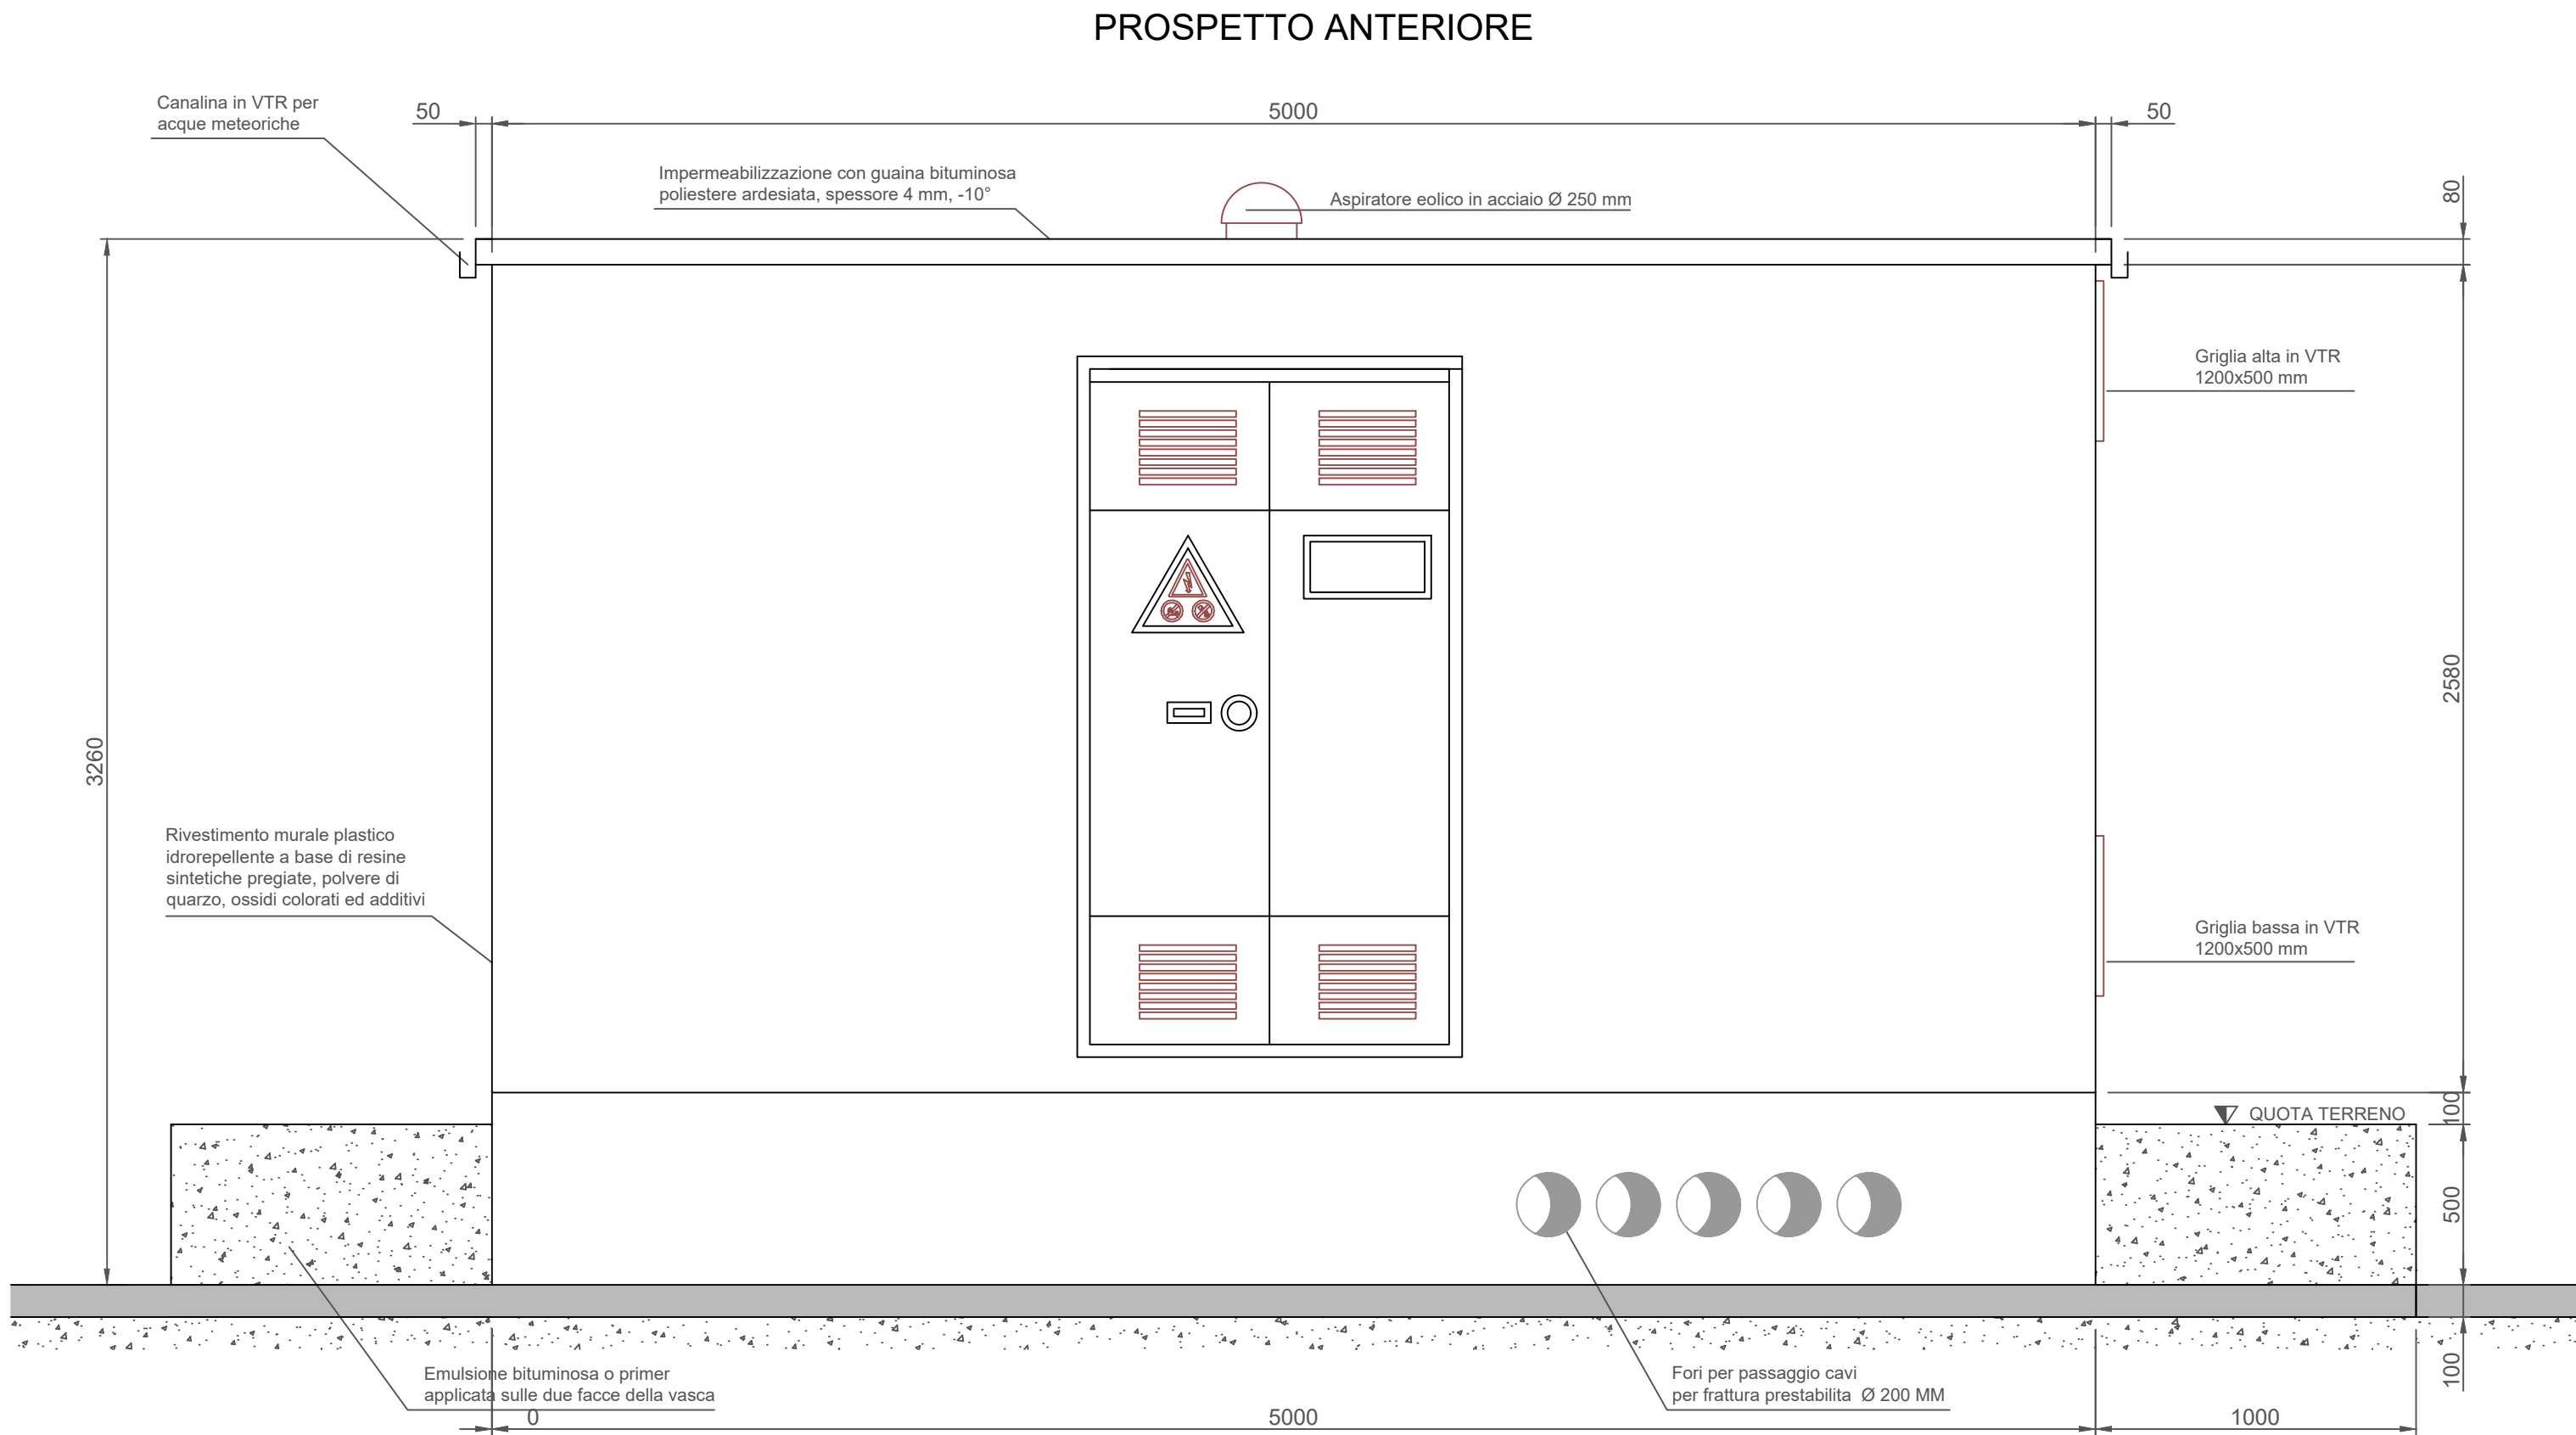 PROSPETTO ANTERIORE
Canalina in VTR per
acque meteoriche
50
5000
50
Impermeabilizzazione con guaina bituminosa
poliestere ardesiata, spessore 4 mm, -10°
Aspiratore eolico in acciaio Ø 250 mm
80
Griglia alta in VTR
1200x500 mm
2580
3260
Rivestimento murale plastico
idrorepellente a base di resine
sintetiche pregiate, polvere di
quarzo, ossidi colorati ed additivi
Griglia bassa in VTR
1200x500 mm
100
QUOTA TERRENO
500
Emulsione bituminosa o primer
applicata sulle due facce della vasca
Fori per passaggio cavi
per frattura prestabilita Ø 200 MM
100
0
5000
1000